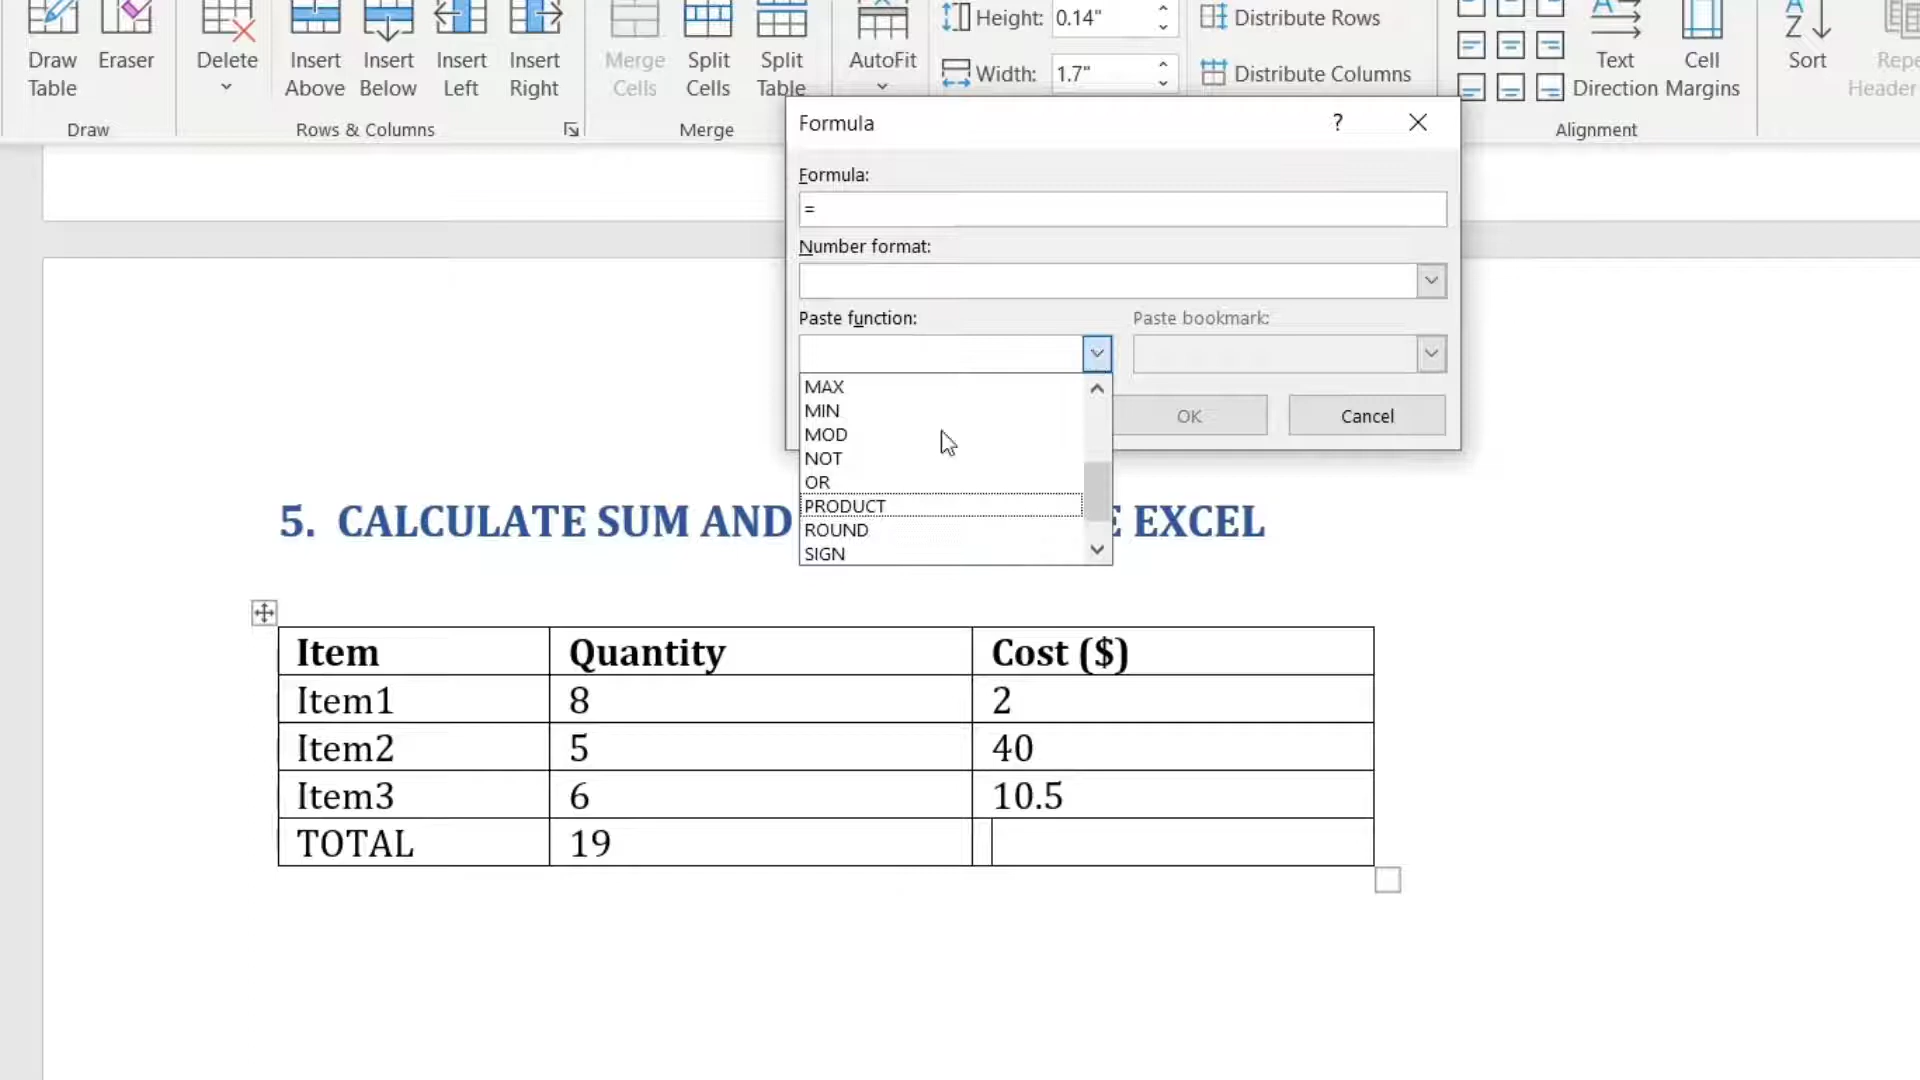 Height: 0.14"
Distribute Rows
Draw
Table
Eraser
Delete
Insert
Above
Insert
Below
Insert
Left
Insert
Right
Merge
Cells
Split
Cells
Split
Table
AutoFit
Width: 1.7"
Distribute Columns
Text
Direction
Cell
Margins
A
Z
Sort
Repe
Header
Draw
Rows & Columns
Merge
Alignment
Formula
?
Formula:
=
Number format:
Paste function:
Paste bookmark:
MAX
MIN
MOD
NOT
OR
PRODUCT
ROUND
SIGN
OK
Cancel
5. CALCULATE SUM AND E EXCEL
Item Quantity Cost ($)
Item1 8 2
Item2 5 40
Item3 6 10.5
TOTAL 19